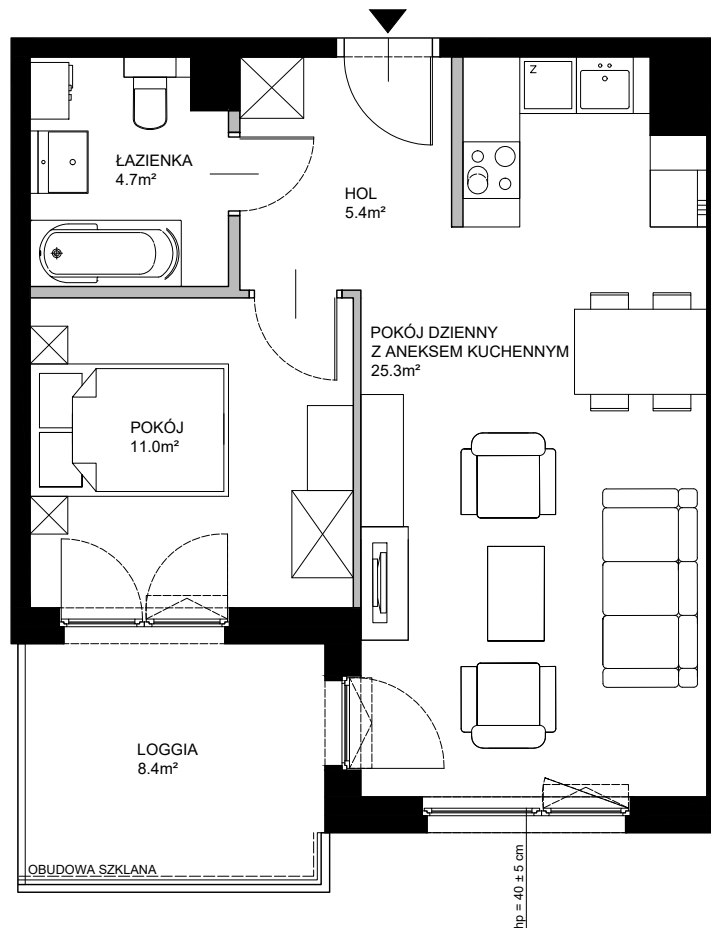 Z
ŁAZIENKA
4.7m²
HOL
5.4m²
POKÓJ DZIENNY
Z ANEKSEM KUCHENNYM
25.3m²
POKÓJ
11.0m²
LOGGIA
8.4m²
OBUDOWA SZKLANA
hp = 40 ± 5 cm